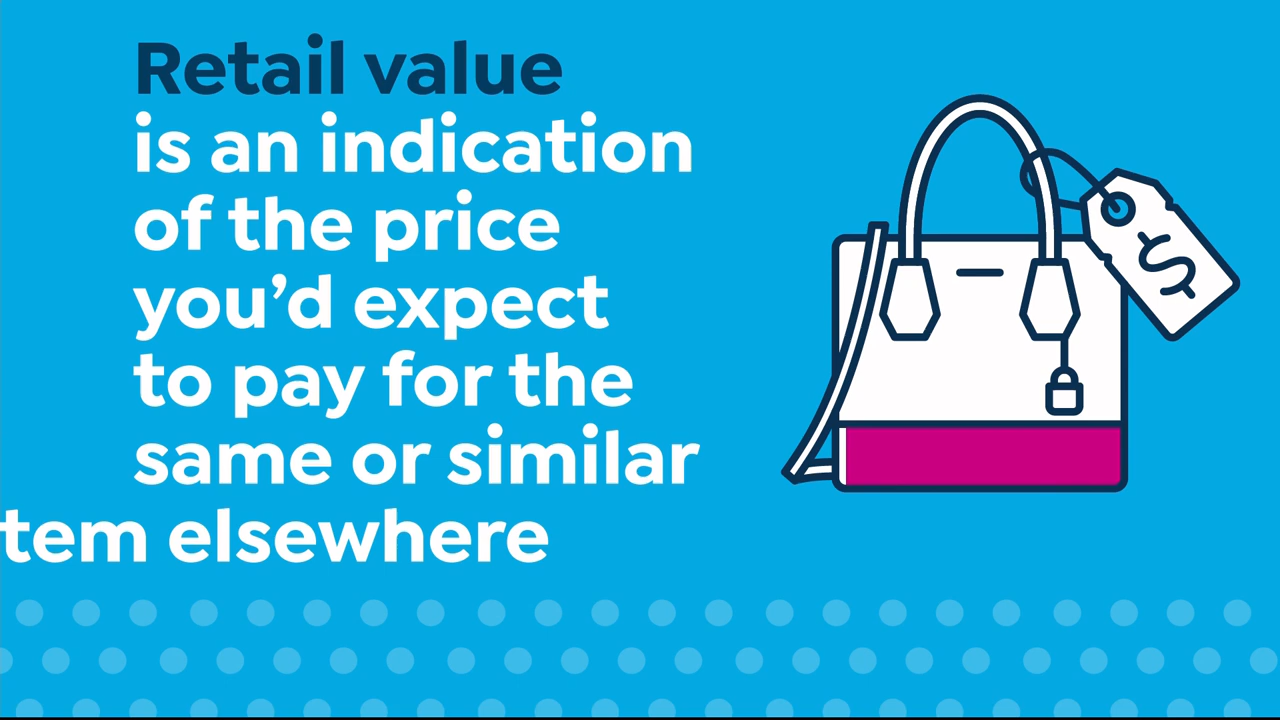 Retail value
is an indication
of the price
you’d expect
to pay for the
same or similar
tem elsewhere
$